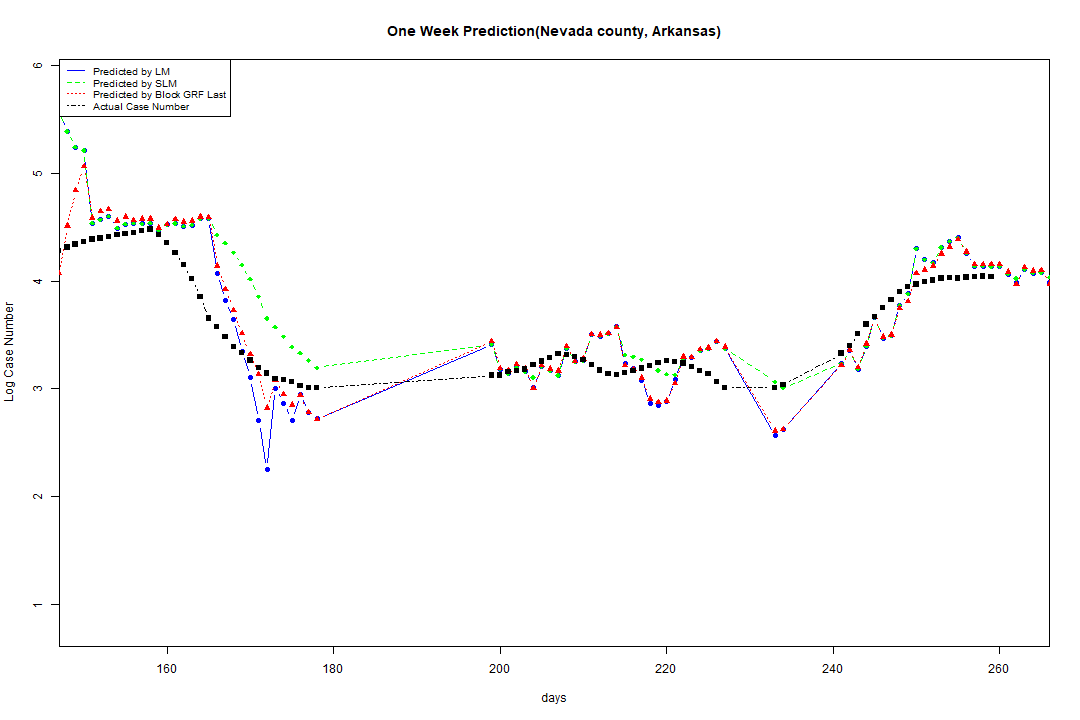 One Week Prediction(Nevada county, Arkansas)
Predicted by LM
Predicted by SLM
Predicted by Block GRF Last
Actual Case Number
Log Case Number
6
5
4
3
2
1
160 180 200 220 240 260
days